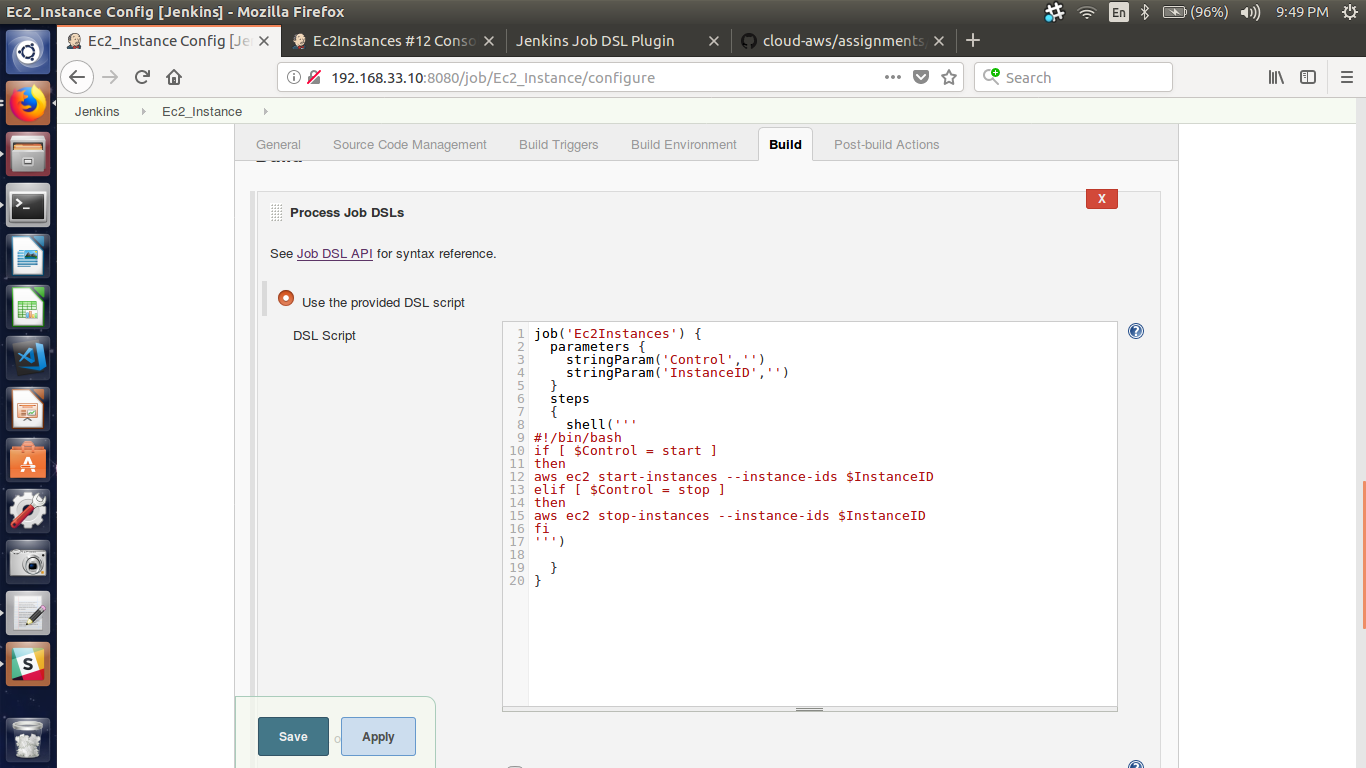 Ec2_Instance Config [Jenkins] - Mozilla Firefox
En
(96%)
9:49 PM
Ec2_Instance Config [Je
Ec2Instances #12 Conso
Jenkins Job DSL Plugin
cloud-aws/assignments
192.168.33.10:8080/job/Ec2_Instance/configure
Search
Jenkins
Ec2_Instance
General
Source Code Management
Build Triggers
Build Environment
Build
Post-build Actions
Build
Process Job DSLs
X
See Job DSL API for syntax reference.
Use the provided DSL script
DSL Script
1 job('Ec2Instances') {
2   parameters {
3     stringParam('Control','')
4     stringParam('InstanceID','')
5   }
6   steps
7   {
8     shell('''
9 #!/bin/bash
10 if [ $Control = start ]
11 then
12 aws ec2 start-instances --instance-ids $InstanceID
13 elif [ $Control = stop ]
14 then
15 aws ec2 stop-instances --instance-ids $InstanceID
16 fi
17 ''')
18
19   }
20 }
Save
Apply